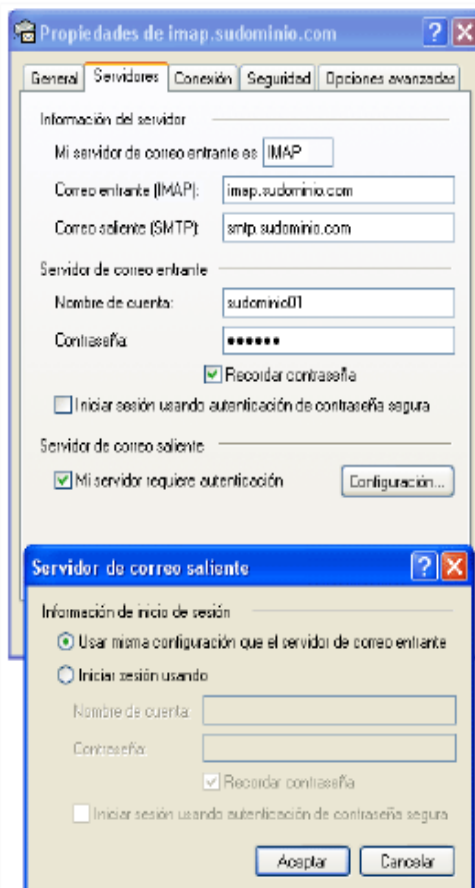 Propiedades de imap.sudominio.com
General Servidores Conexión Seguridad Opciones avanzadas
Información del servidor
Mi servidor de correo entrante es IMAP
Correo entrante (IMAP): imap.sudominio.com
Correo saliente (SMTP): smtp.sudominio.com
Servidor de correo entrante
Nombre de cuenta: sudominio01
Contraseña: ●●●●●●
Recordar contraseña
Iniciar sesión usando autenticación de contraseña segura
Servidor de correo saliente
Mi servidor requiere autenticación Configuración...
Servidor de correo saliente
Información de inicio de sesión
Usar misma configuración que el servidor de correo entrante
Iniciar sesión usando
Nombre de cuenta:
Contraseña:
Recordar contraseña
Iniciar sesión usando autenticación de contraseña segura
Aceptar Cancelar